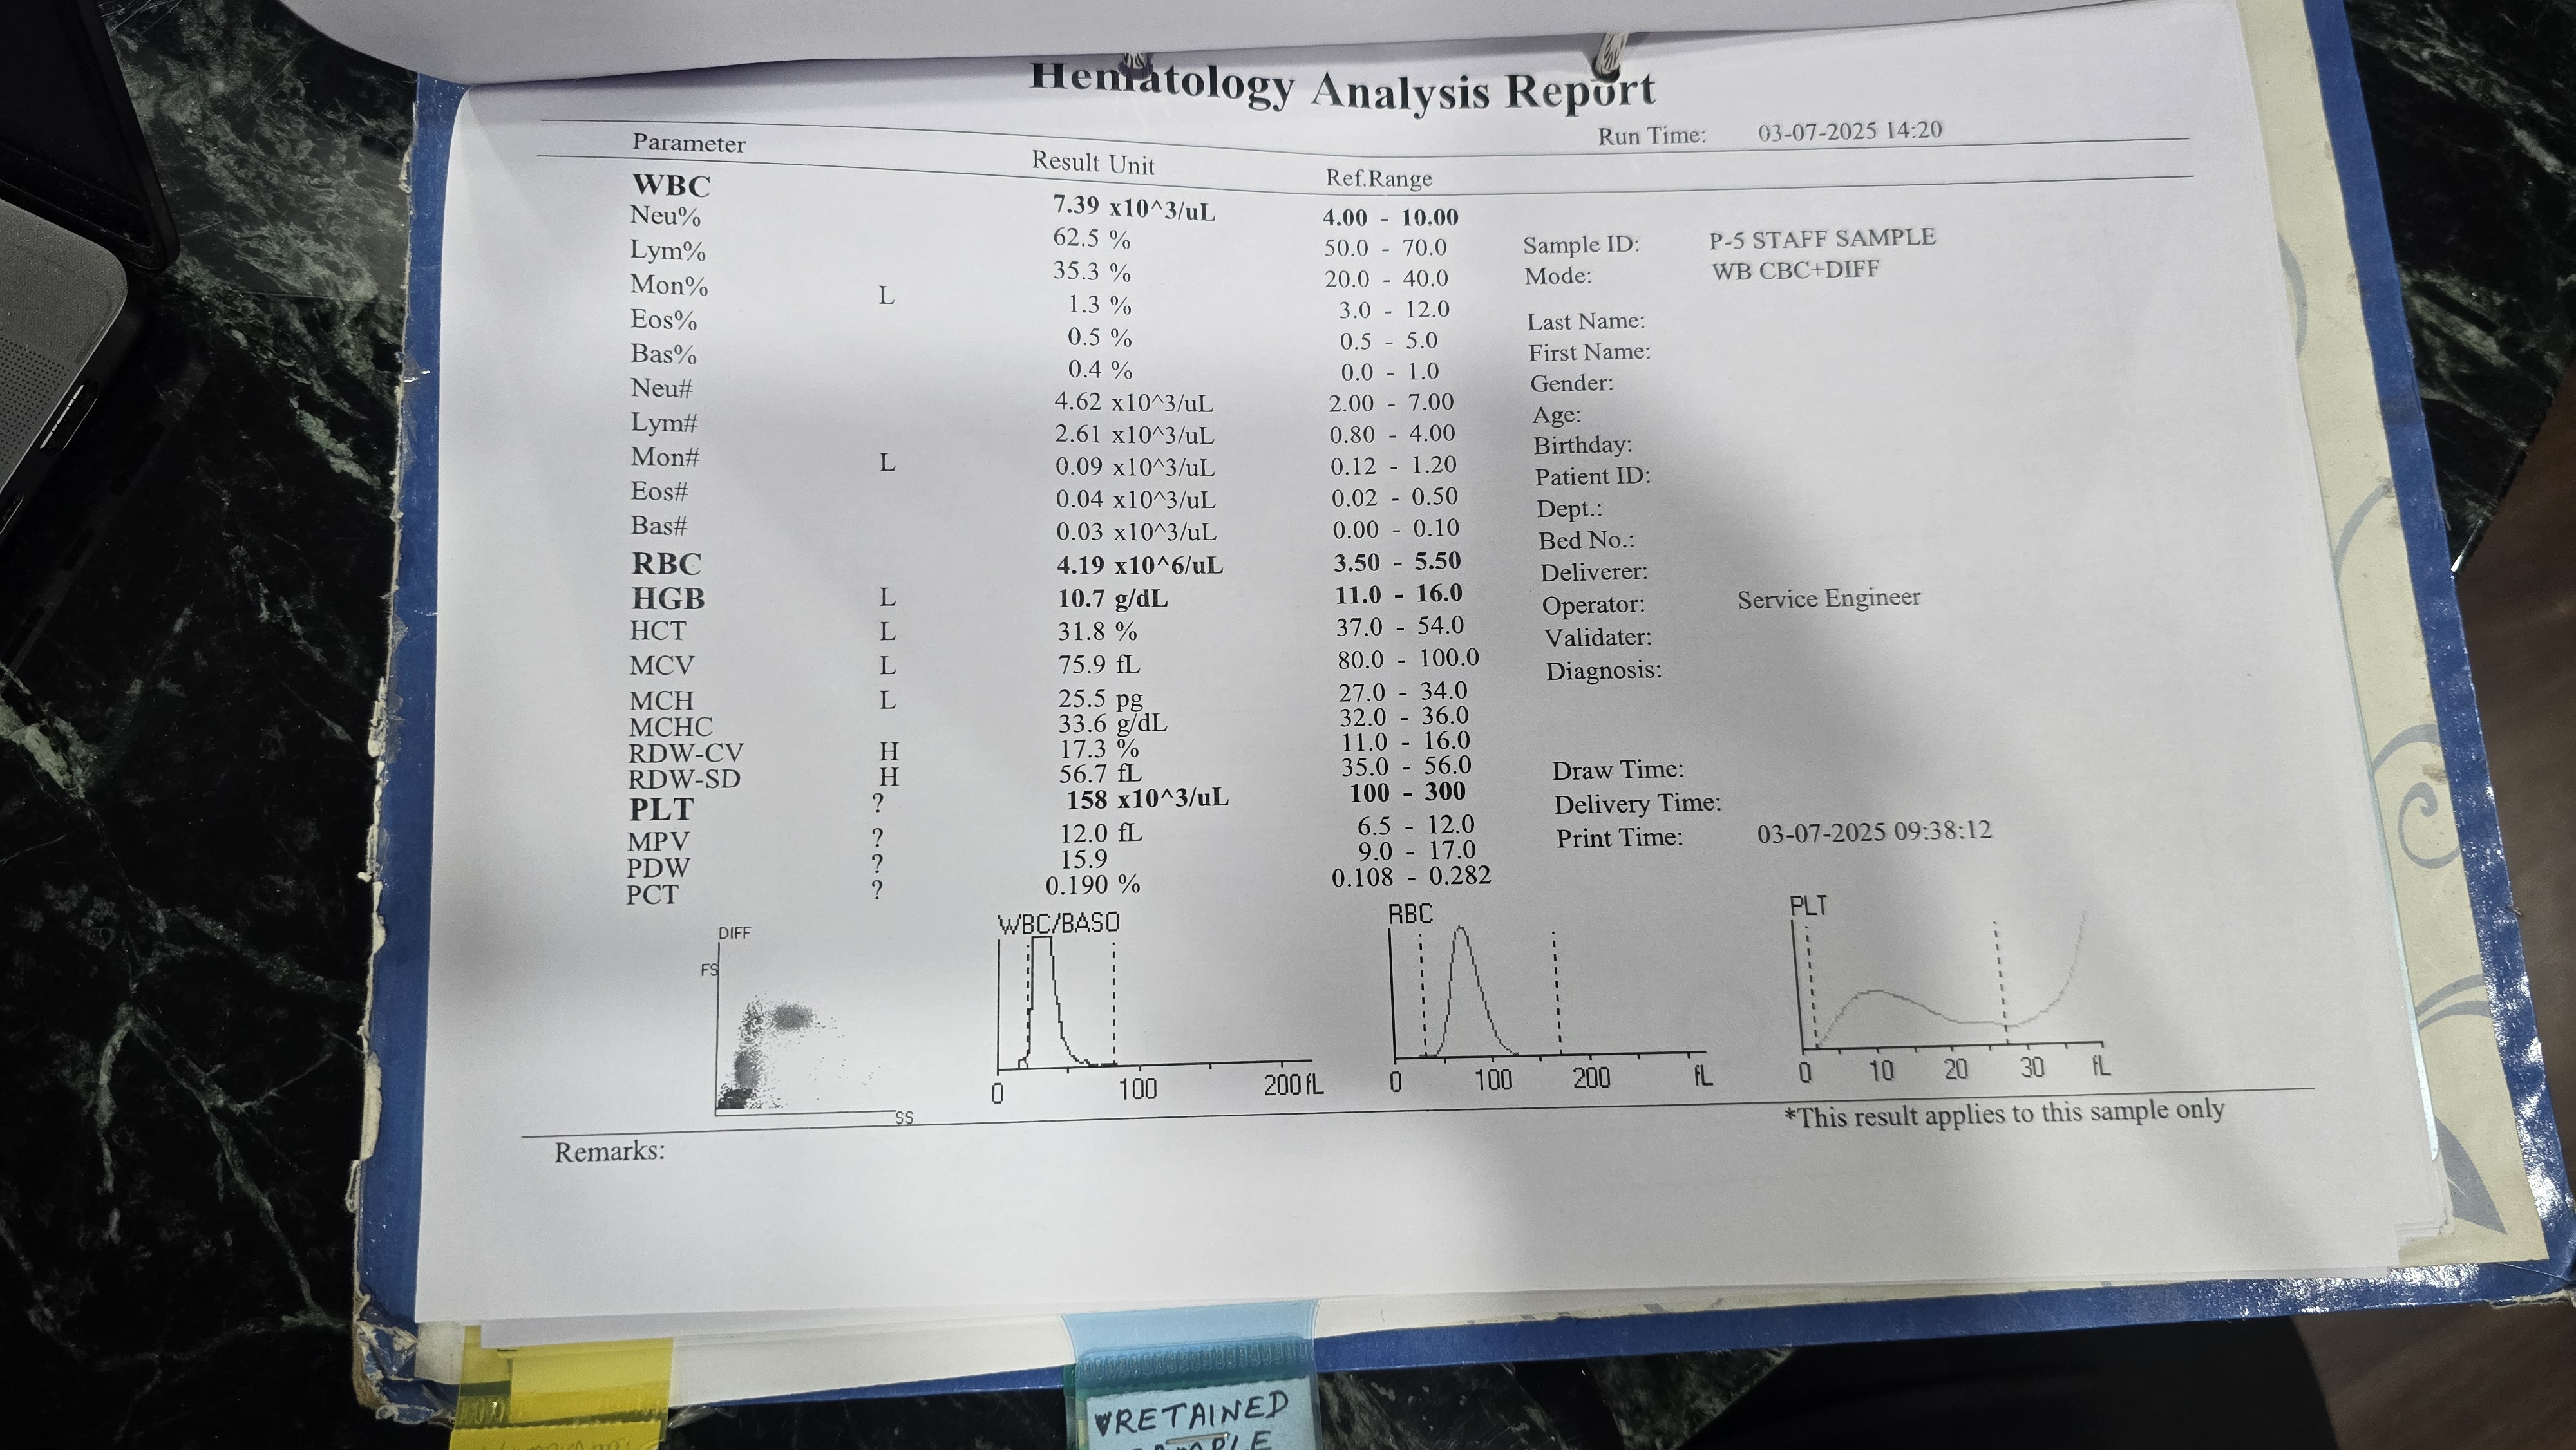 Hematology Analysis Report
Run Time: 03-07-2025 14:20
Parameter Result Unit Ref.Range
WBC 7.39 x10^3/uL 4.00 - 10.00
Neu% 62.5 % 50.0 - 70.0
Lym% 35.3 % 20.0 - 40.0
Mon% L 1.3 % 3.0 - 12.0
Eos% 0.5 % 0.5 - 5.0
Bas% 0.4 % 0.0 - 1.0
Neu# 4.62 x10^3/uL 2.00 - 7.00
Lym# 2.61 x10^3/uL 0.80 - 4.00
Mon# L 0.09 x10^3/uL 0.12 - 1.20
Eos# 0.04 x10^3/uL 0.02 - 0.50
Bas# 0.03 x10^3/uL 0.00 - 0.10
RBC 4.19 x10^6/uL 3.50 - 5.50
HGB L 10.7 g/dL 11.0 - 16.0
HCT L 31.8 % 37.0 - 54.0
MCV L 75.9 fL 80.0 - 100.0
MCH L 25.5 pg 27.0 - 34.0
MCHC 33.6 g/dL 32.0 - 36.0
RDW-CV H 17.3 % 11.0 - 16.0
RDW-SD H 56.7 fL 35.0 - 56.0
PLT ? 158 x10^3/uL 100 - 300
MPV ? 12.0 fL 6.5 - 12.0
PDW ? 15.9 9.0 - 17.0
PCT ? 0.190 % 0.108 - 0.282
Sample ID: P-5 STAFF SAMPLE
Mode: WB CBC+DIFF
Last Name:
First Name:
Gender:
Age:
Birthday:
Patient ID:
Dept.:
Bed No.:
Deliverer:
Operator: Service Engineer
Validater:
Diagnosis:
Draw Time:
Delivery Time:
Print Time: 03-07-2025 09:38:12
DIFF
FS
SS
WBC/BASO
0 100 200 fL
RBC
0 100 200 fL
PLT
0 10 20 30 fL
*This result applies to this sample only
Remarks:
RETAINED